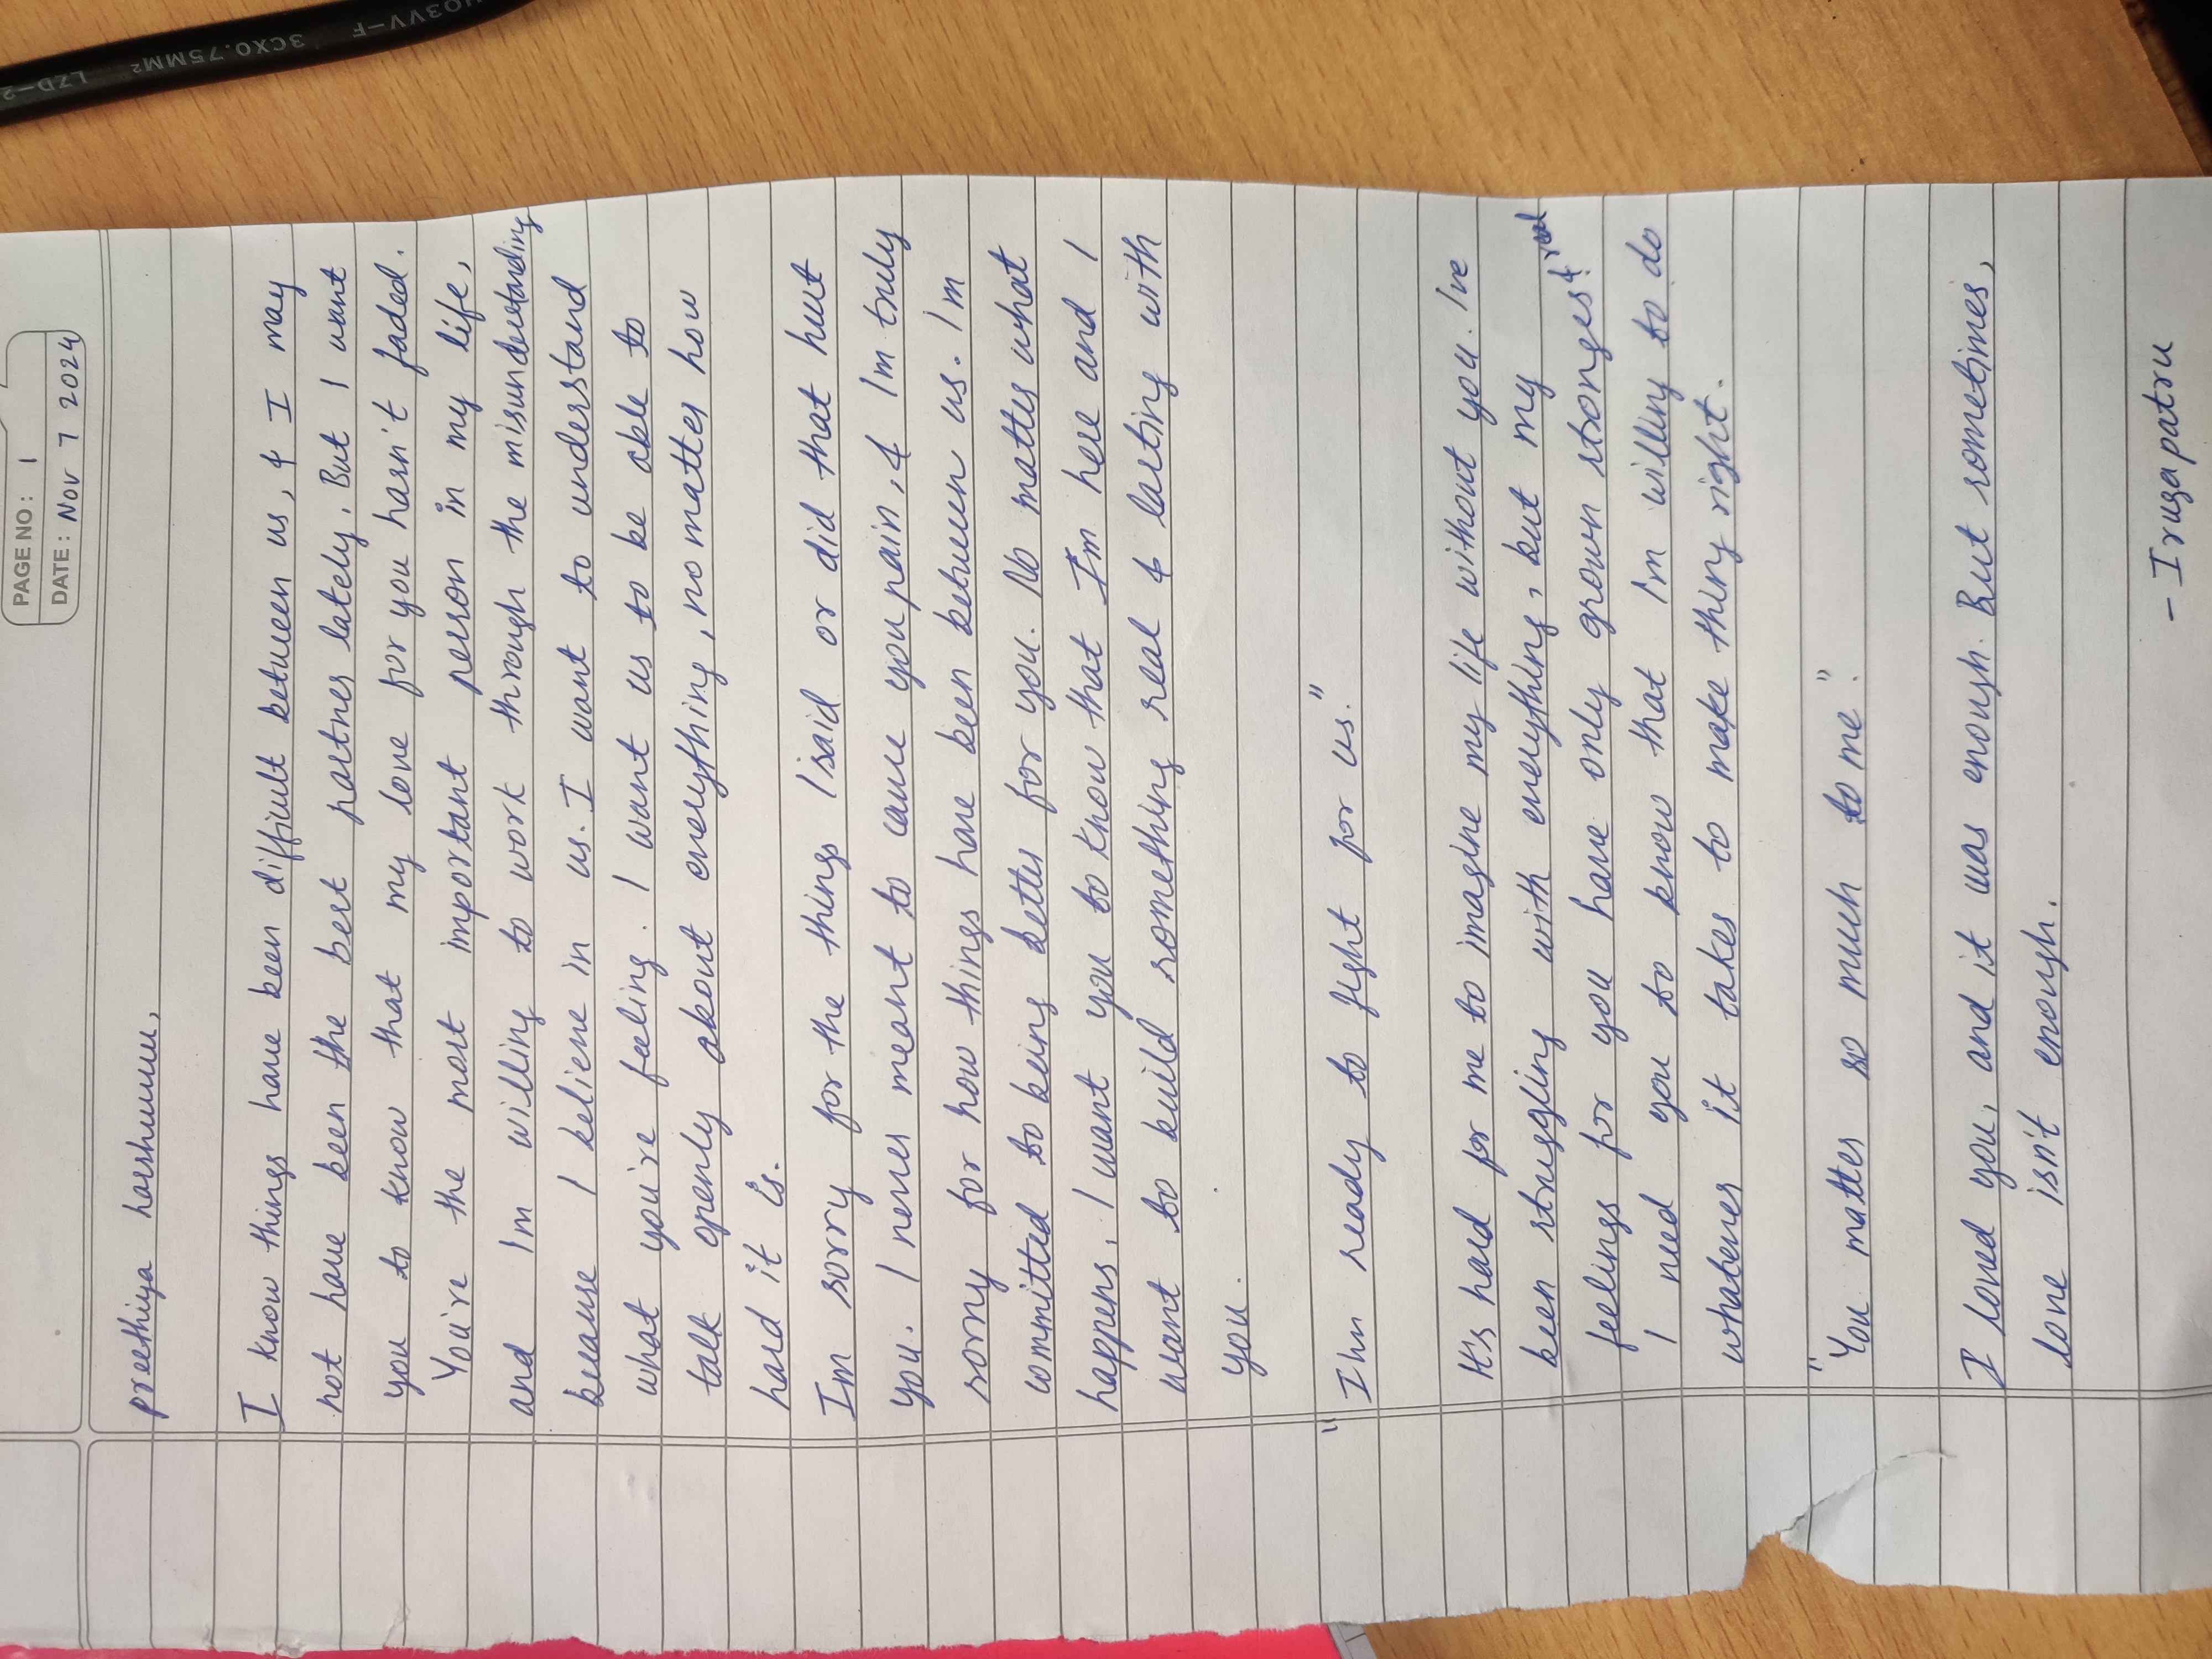 PAGE NO: 1
DATE: Nov 7 2024
preethiya harshuuuu,
I know things have been difficult between us, & I may
not have been the best partner lately. But I want
you to know that my love for you hasn't faded.
You're the most important person in my life,
and Im willing to work through the misunderstanding
because I believe in us. I want to understand
what you're feeling. I want us to be able to
talk openly about everything, no matter how
hard it is.
Im sorry for the things I said or did that hurt
you. I never meant to cause you pain, & Im truly
sorry for how things have been between us. Im
committed to being better for you. No matter what
happens, I want you to know that I'm here and I
want to build something real & lasting with
you.
"Ihn ready to fight for us."
It's hard for me to imagine my life without you. Ive
been struggling with everything, but my
feelings for you have only grown stonger & real.
I need you to know that I'm willing to do
whatever it takes to make thing right.
"You matter so much to me".
I loved you, and it was enough. But sometimes,
love isn't enough.
- Irugapatru
3CX0.75MM² LZD-2